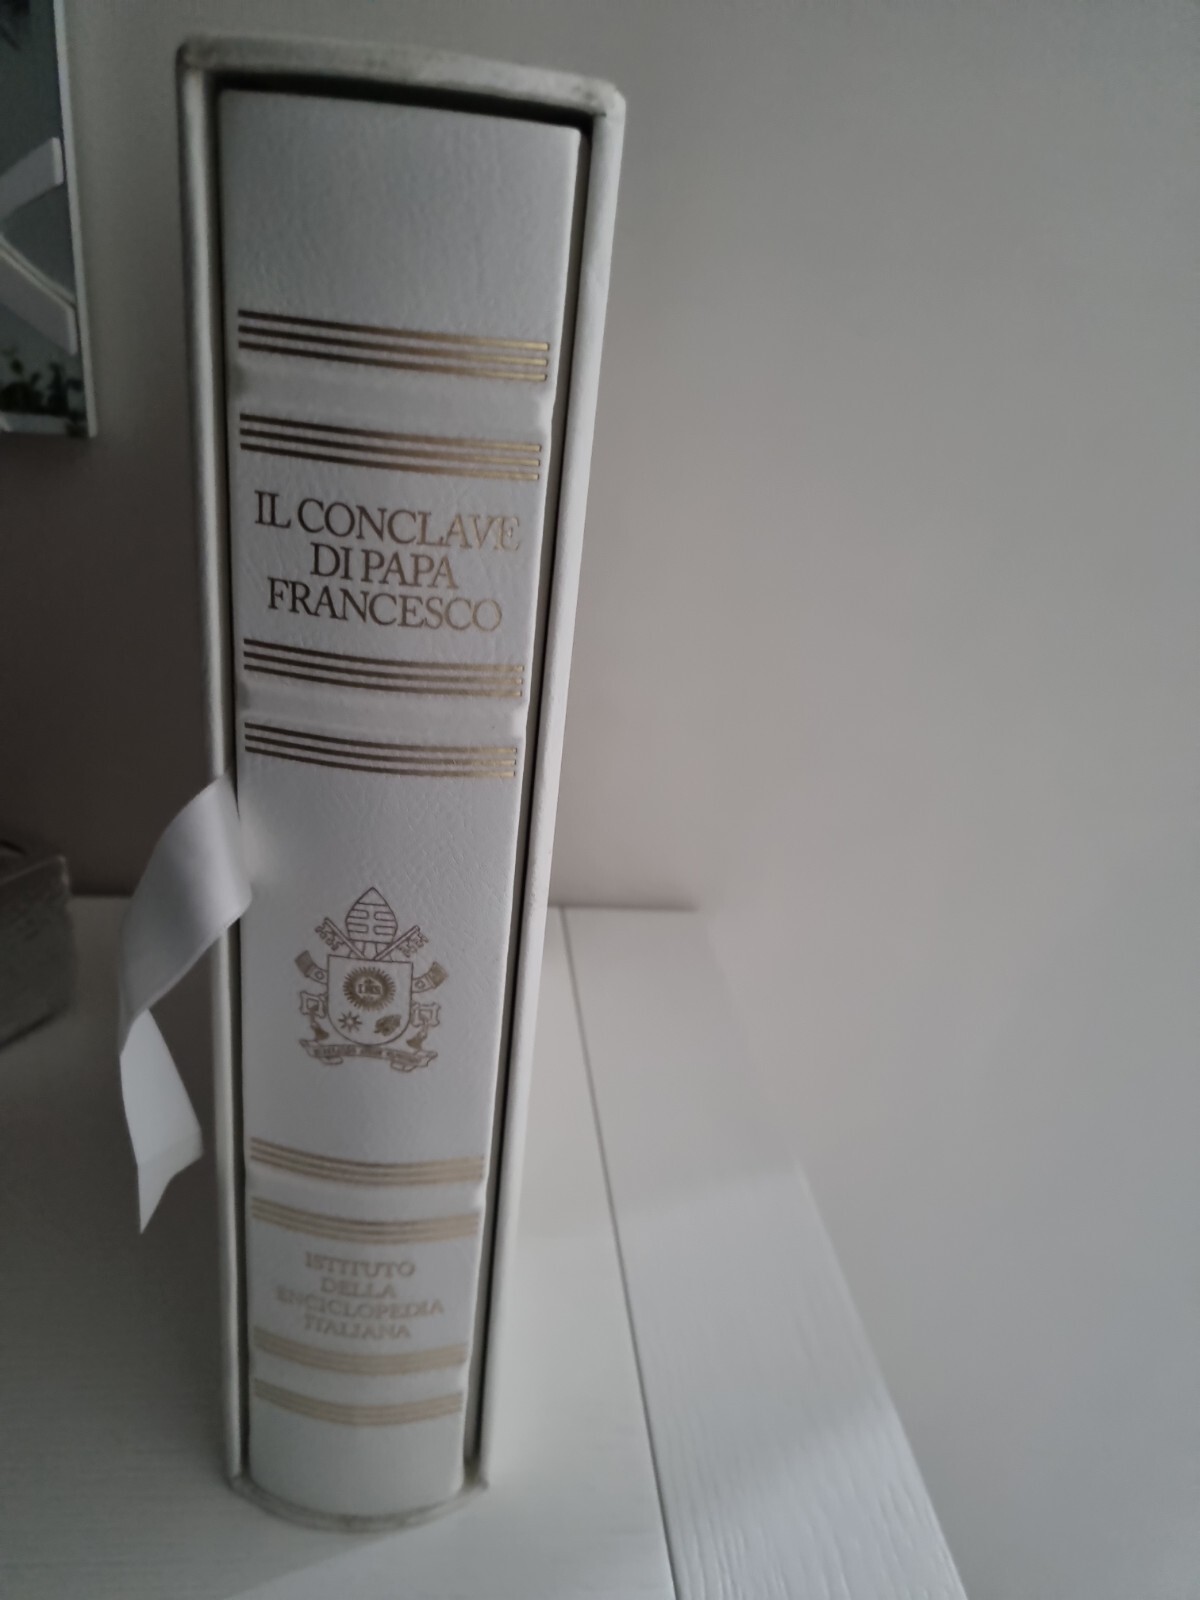 IL CONCLAVE
DI PAPA
FRANCESCO
ISTITUTO
DELLA
ENCICLOPEDIA
ITALIANA